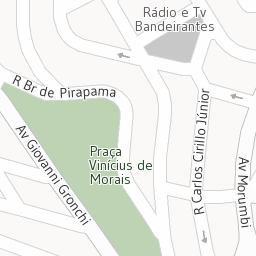 Rádio e Tv
Bandeirantes
R Br de Pirapama
Praça
Vinícius de
Morais
Av Giovanni Gronchi
R Carlos Cirillo Júnior
Av Morumbi